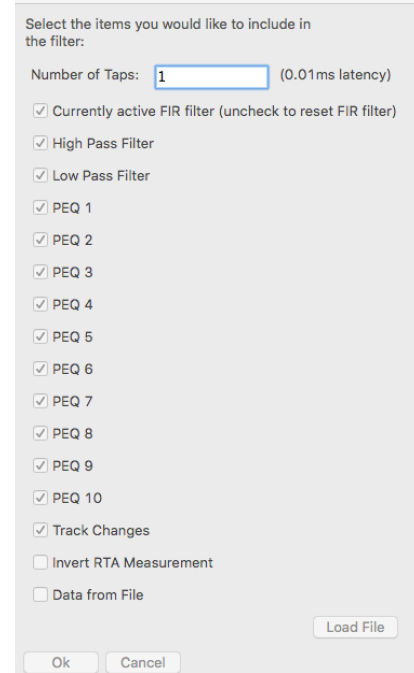 Select the items you would like to include in
the filter:
Number of Taps: 1 (0.01ms latency)
Currently active FIR filter (uncheck to reset FIR filter)
High Pass Filter
Low Pass Filter
PEQ 1
PEQ 2
PEQ 3
PEQ 4
PEQ 5
PEQ 6
PEQ 7
PEQ 8
PEQ 9
PEQ 10
Track Changes
Invert RTA Measurement
Data from File
Load File
Ok Cancel